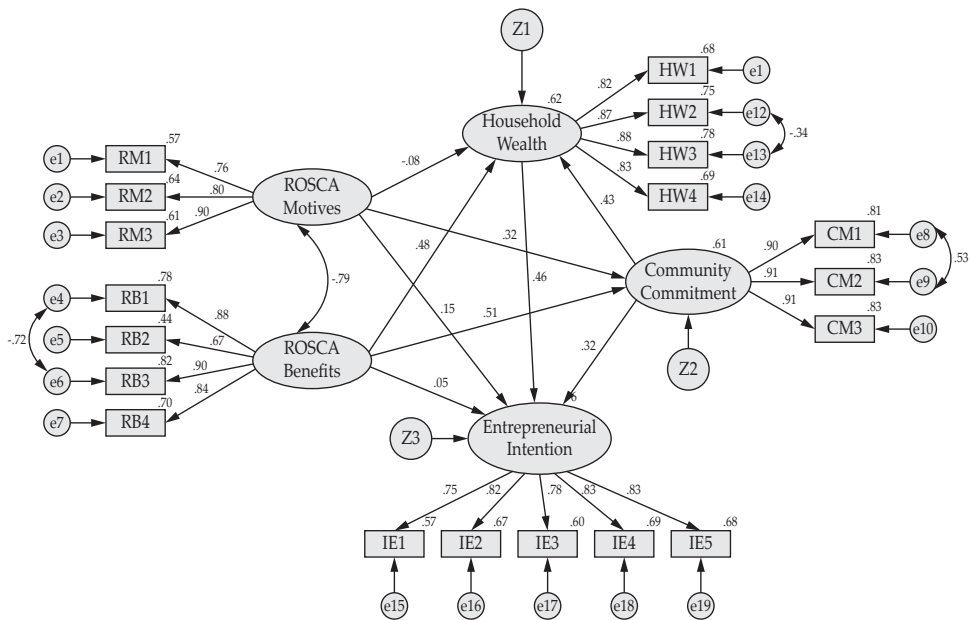 Z1
.62
Household
Wealth
.82
.87
.88
.83
.68
HW1
e1
.75
HW2
e12
.78
HW3
e13
.69
HW4
e14
-.34
.57
e1
RM1
.76
.64
e2
RM2
.80
.61
e3
RM3
.90
ROSCA
Motives
-.08
.32
.15
-.79
.48
.46
.43
.51
.05
.32
.61
Community
Commitment
Z2
.90
.91
.91
.81
CM1
e8
.83
CM2
e9
.83
CM3
e10
.53
.78
e4
RB1
.88
.44
e5
RB2
.67
.82
e6
RB3
.90
.70
e7
RB4
.84
-.72
ROSCA
Benefits
Z3
Entrepreneurial
Intention
.75
.82
.78
.83
.83
.57
.67
.60
.69
.68
IE1
IE2
IE3
IE4
IE5
e15
e16
e17
e18
e19